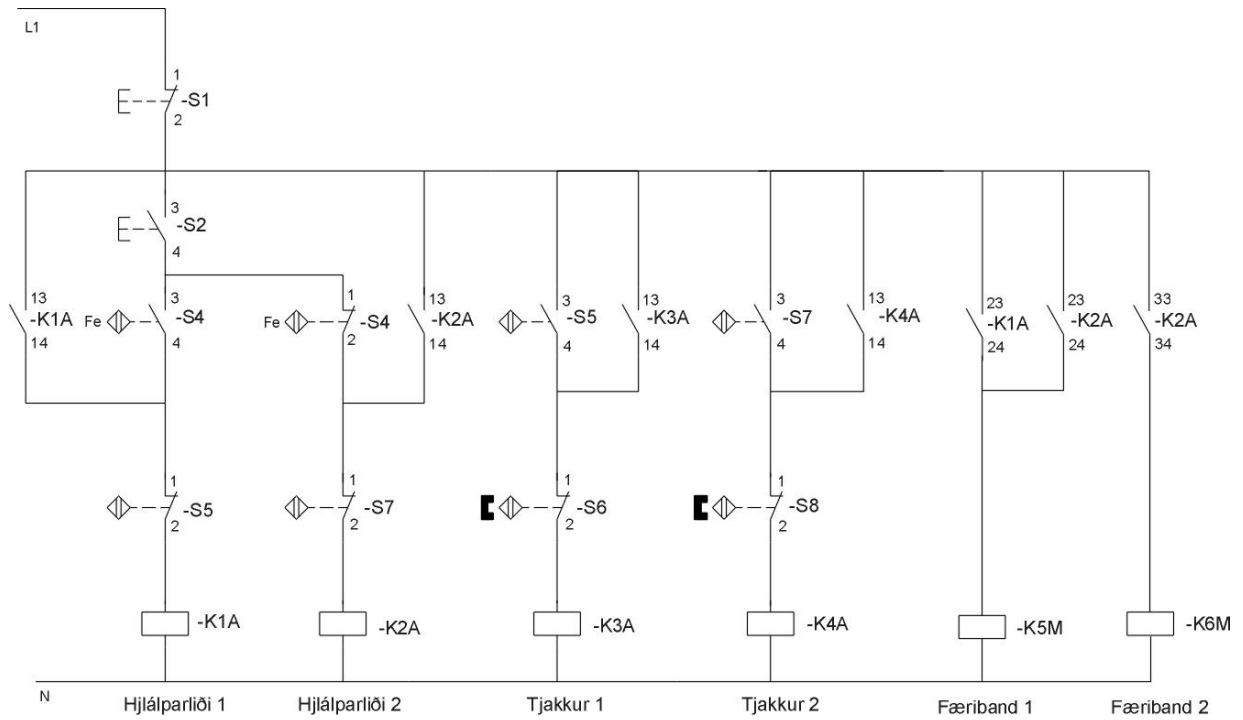 L1
1
-S1
2
3
-S2
4
13
-K1A
14
Fe
3
-S4
4
Fe
1
-S4
2
13
-K2A
14
3
-S5
4
13
-K3A
14
3
-S7
4
13
-K4A
14
23
-K1A
24
23
-K2A
24
33
-K2A
34
1
-S5
2
1
-S7
2
1
-S6
2
1
-S8
2
-K1A
-K2A
-K3A
-K4A
-K5M
-K6M
N
Hjlálparliði 1
Hjlálparliði 2
Tjakkur 1
Tjakkur 2
Færiband 1
Færiband 2